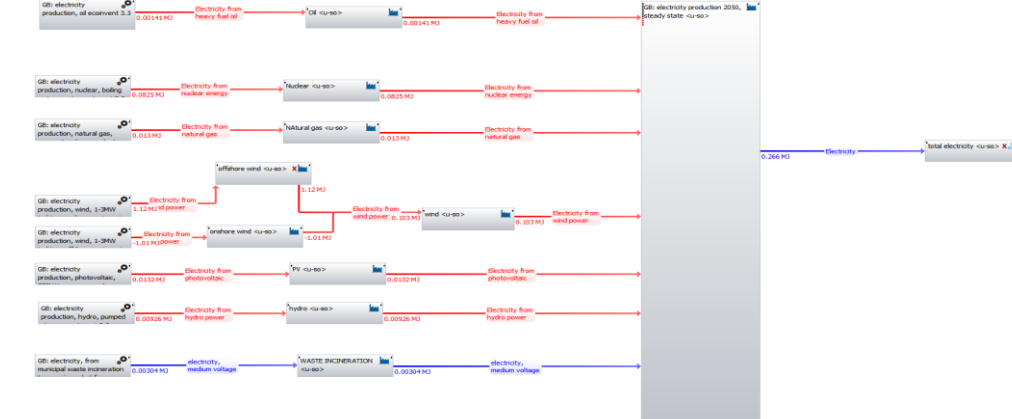 GB: electricity
production, oil ecoinvent 3.3
0.00141 MJ
Electricity from
heavy fuel oil
Oil <u-so>
0.00141 MJ
Electricity from
heavy fuel oil
GB: electricity production 2050,
steady state <u-so>
GB: electricity
production, nuclear, boiling
0.0825 MJ
Electricity from
nuclear energy
Nuclear <u-so>
0.0825 MJ
Electricity from
nuclear energy
GB: electricity
production, natural gas,
0.013 MJ
Electricity from
natural gas
NAtural gas <u-so>
0.013 MJ
Electricity from
natural gas
0.266 MJ
Electricity
total electricity <u-so>
offshore wind <u-so>
1.12 MJ
GB: electricity
production, wind, 1-3MW
1.12 MJ
Electricity from
d power
GB: electricity
production, wind, 1-3MW
-1.01 MJ
Electricity from
power
onshore wind <u-so>
-1.01 MJ
Electricity from
wind power
0.103 MJ
wind <u-so>
0.103 MJ
Electricity from
wind power
GB: electricity
production, photovoltaic,
0.0132 MJ
Electricity from
photovoltaic
PV <u-so>
0.0132 MJ
Electricity from
photovoltaic
GB: electricity
production, hydro, pumped
0.00926 MJ
Electricity from
hydro power
hydro <u-so>
0.00926 MJ
Electricity from
hydro power
GB: electricity, from
municipal waste incineration
0.00304 MJ
electricity,
medium voltage
WASTE INCINERATION
<u-so>
0.00304 MJ
electricity,
medium voltage